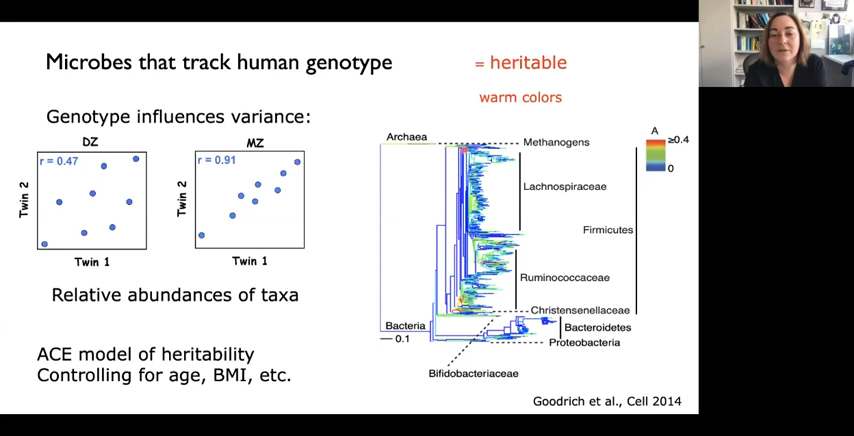 Microbes that track human genotype
= heritable
warm colors
Genotype influences variance:
DZ
r = 0.47
Twin 2
Twin 1
MZ
r = 0.91
Twin 2
Twin 1
Relative abundances of taxa
ACE model of heritability
Controlling for age, BMI, etc.
A
≥0.4
0
Archaea
Methanogens
Lachnospiraceae
Firmicutes
Ruminococcaceae
Christensenellaceae
Bacteria
Bacteroidetes
0.1
Proteobacteria
Bifidobacteriaceae
Goodrich et al., Cell 2014